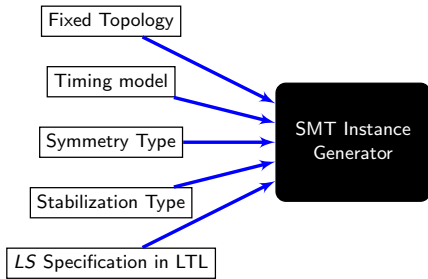 Fixed Topology
Timing model
Symmetry Type
Stabilization Type
LS Specification in LTL
SMT Instance
Generator